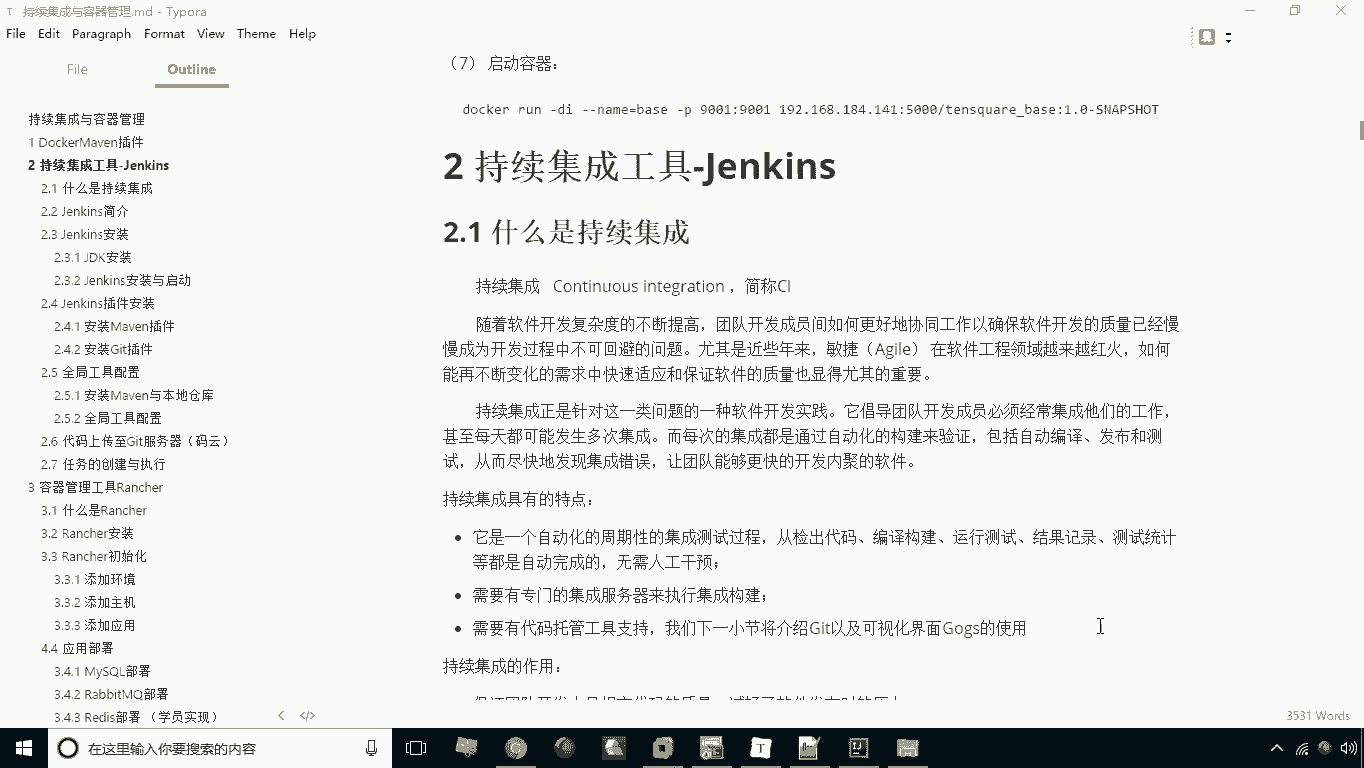 持续集成与容器管理.md - Typora
File Edit Paragraph Format View Theme Help
File Outline
持续集成与容器管理
1 DockerMaven插件
2 持续集成工具-Jenkins
2.1 什么是持续集成
2.2 Jenkins简介
2.3 Jenkins安装
2.3.1 JDK安装
2.3.2 Jenkins安装与启动
2.4 Jenkins插件安装
2.4.1 安装Maven插件
2.4.2 安装Git插件
2.5 全局工具配置
2.5.1 安装Maven与本地仓库
2.5.2 全局工具配置
2.6 代码上传至Git服务器（码云）
2.7 任务的创建与执行
3 容器管理工具Rancher
3.1 什么是Rancher
3.2 Rancher安装
3.3 Rancher初始化
3.3.1 添加环境
3.3.2 添加主机
3.3.3 添加应用
4.4 应用部署
3.4.1 MySQL部署
3.4.2 RabbitMQ部署
3.4.3 Redis部署 （学员实现）
（7） 启动容器：
docker run -di --name=base -p 9001:9001 192.168.184.141:5000/tensquare_base:1.0-SNAPSHOT
2 持续集成工具-Jenkins
2.1 什么是持续集成
持续集成 Continuous integration ，简称CI
随着软件开发复杂度的不断提高，团队开发成员间如何更好地协同工作以确保软件开发的质量已经慢
慢成为开发过程中不可回避的问题。尤其是近些年来，敏捷（Agile） 在软件工程领域越来越红火，如何
能再不断变化的需求中快速适应和保证软件的质量也显得尤其的重要。
持续集成正是针对这一类问题的一种软件开发实践。它倡导团队开发成员必须经常集成他们的工作，
甚至每天都可能发生多次集成。而每次的集成都是通过自动化的构建来验证，包括自动编译、发布和测
试，从而尽快地发现集成错误，让团队能够更快的开发内聚的软件。
持续集成具有的特点：
• 它是一个自动化的周期性的集成测试过程，从检出代码、编译构建、运行测试、结果记录、测试统计
等都是自动完成的，无需人工干预；
• 需要有专门的集成服务器来执行集成构建；
• 需要有代码托管工具支持，我们下一小节将介绍Git以及可视化界面Gogs的使用
持续集成的作用：
3531 Words
在这里输入你要搜索的内容